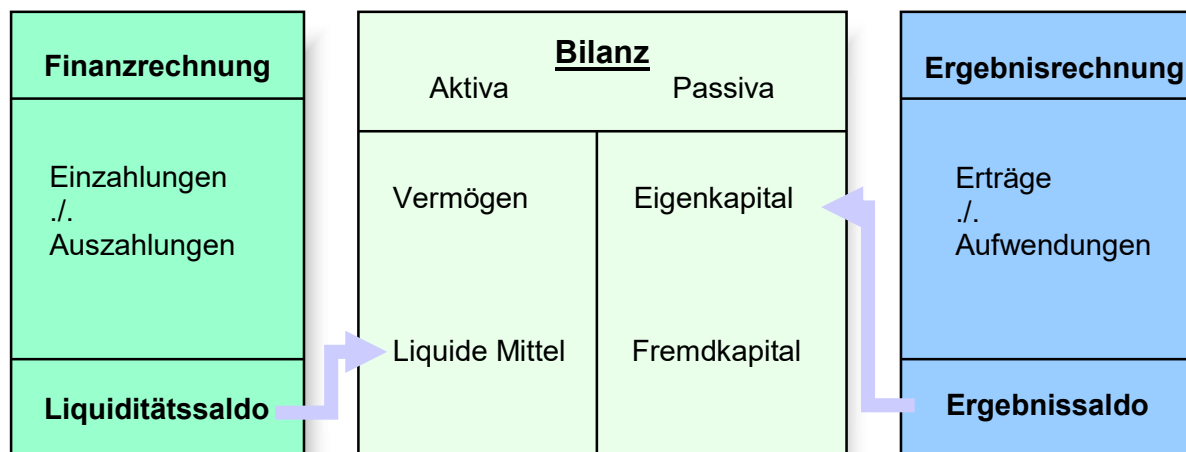 Finanzrechnung
Einzahlungen
./.
Auszahlungen
Liquiditätssaldo
Bilanz
Aktiva Passiva
Vermögen Eigenkapital
Liquide Mittel Fremdkapital
Ergebnisrechnung
Erträge
./.
Aufwendungen
Ergebnissaldo